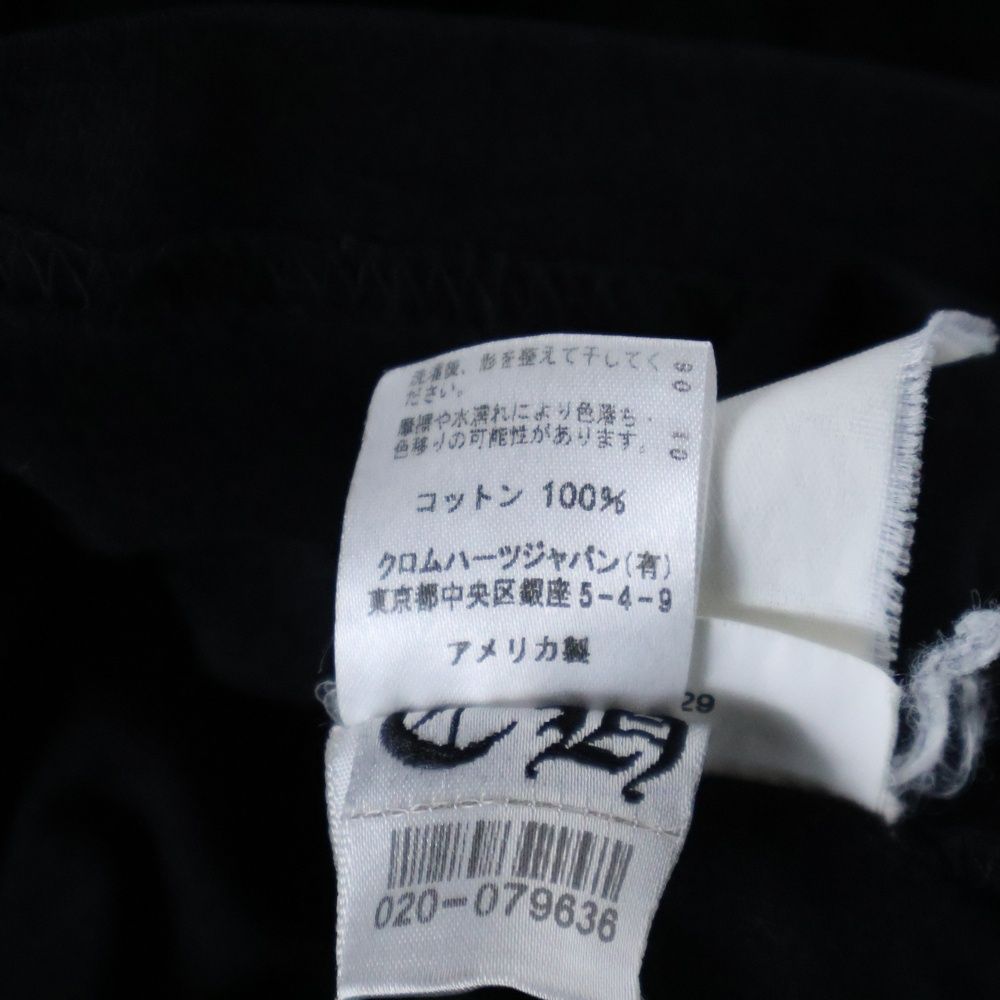 洗濯後、形を整えて干してく
ださい。
摩擦や水濡れにより色落ち・
色移りの可能性があります。
コットン 100%
クロムハーツジャパン(有)
東京都中央区銀座 5-4-9
アメリカ製
CH
29
020-079636